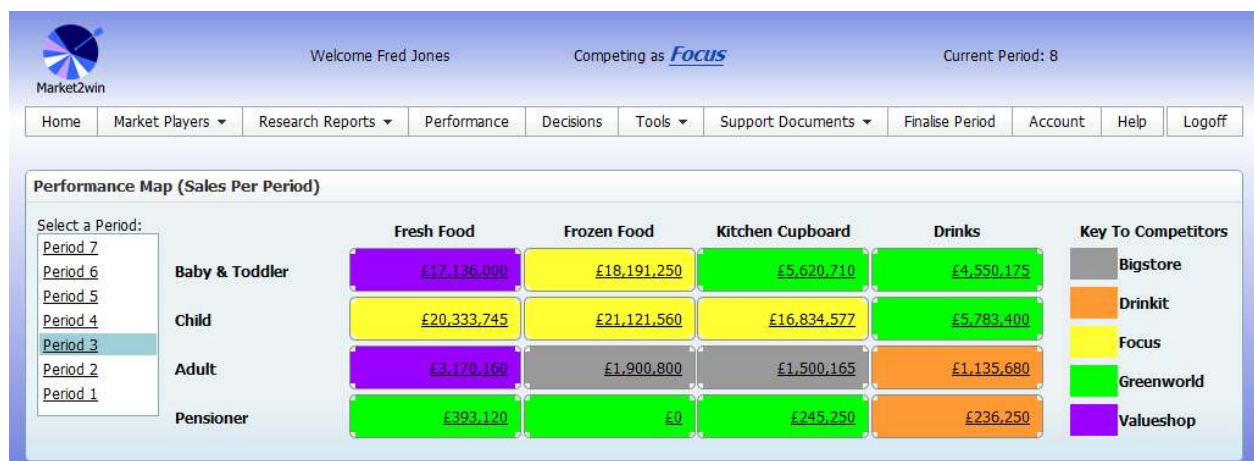 Welcome Fred Jones Competing as Focus Current Period: 8
Market2win
Home Market Players Research Reports Performance Decisions Tools Support Documents Finalise Period Account Help Logoff
Performance Map (Sales Per Period)
Select a Period:
Period 7
Period 6
Period 5
Period 4
Period 3
Period 2
Period 1
Fresh Food Frozen Food Kitchen Cupboard Drinks
Baby & Toddler £17,136,000 £18,191,250 £5,620,710 £4,550,175
Child £20,333,745 £21,121,560 £16,834,577 £5,783,400
Adult £3,170,160 £1,900,800 £1,500,165 £1,135,680
Pensioner £393,120 £0 £245,250 £236,250
Key To Competitors
Bigstore
Drinkit
Focus
Greenworld
Valueshop